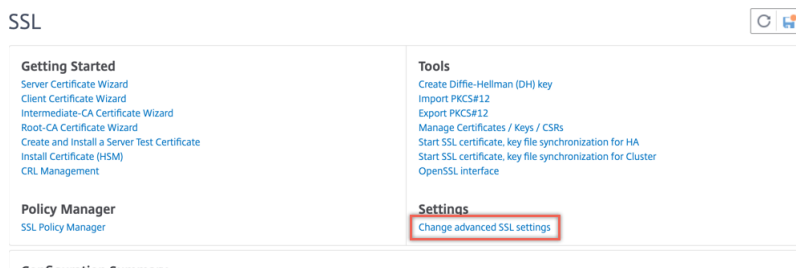 SSL
Getting Started
Server Certificate Wizard
Client Certificate Wizard
Intermediate-CA Certificate Wizard
Root-CA Certificate Wizard
Create and Install a Server Test Certificate
Install Certificate (HSM)
CRL Management
Tools
Create Diffie-Hellman (DH) key
Import PKCS#12
Export PKCS#12
Manage Certificates / Keys / CSRs
Start SSL certificate, key file synchronization for HA
Start SSL certificate, key file synchronization for Cluster
OpenSSL interface
Policy Manager
SSL Policy Manager
Settings
Change advanced SSL settings